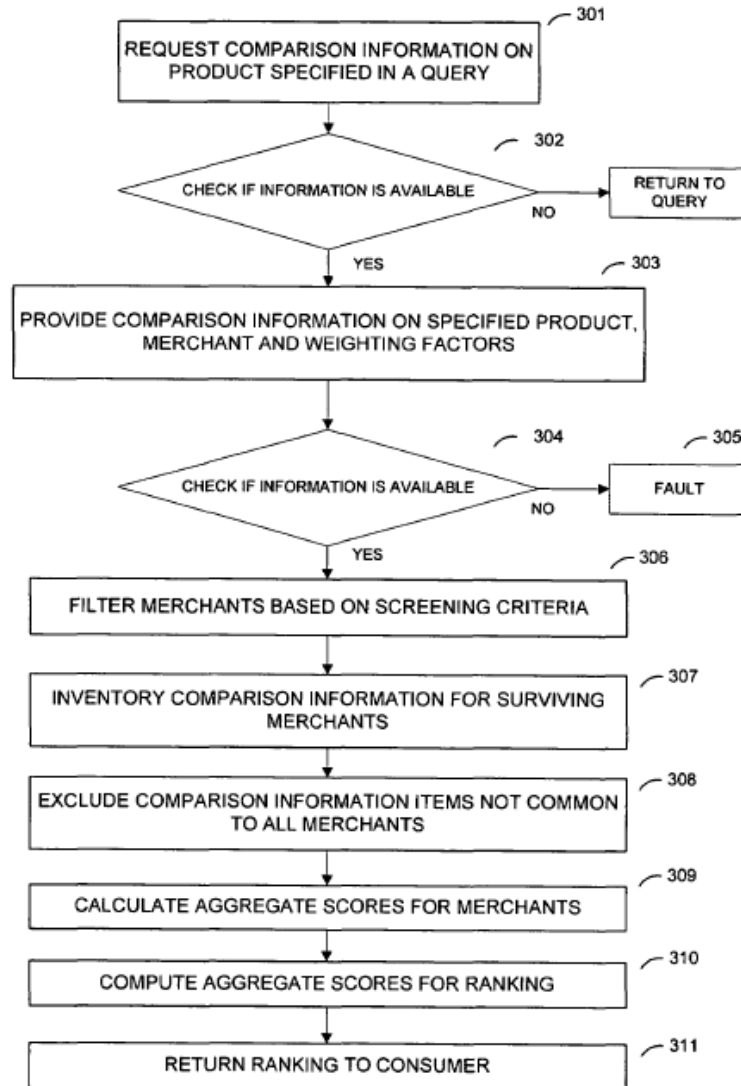 301
REQUEST COMPARISON INFORMATION ON
PRODUCT SPECIFIED IN A QUERY
302
CHECK IF INFORMATION IS AVAILABLE
RETURN TO
QUERY
NO
YES
303
PROVIDE COMPARISON INFORMATION ON SPECIFIED PRODUCT,
MERCHANT AND WEIGHTING FACTORS
304
305
CHECK IF INFORMATION IS AVAILABLE
FAULT
NO
YES
306
FILTER MERCHANTS BASED ON SCREENING CRITERIA
307
INVENTORY COMPARISON INFORMATION FOR SURVIVING
MERCHANTS
308
EXCLUDE COMPARISON INFORMATION ITEMS NOT COMMON
TO ALL MERCHANTS
309
CALCULATE AGGREGATE SCORES FOR MERCHANTS
310
COMPUTE AGGREGATE SCORES FOR RANKING
311
RETURN RANKING TO CONSUMER